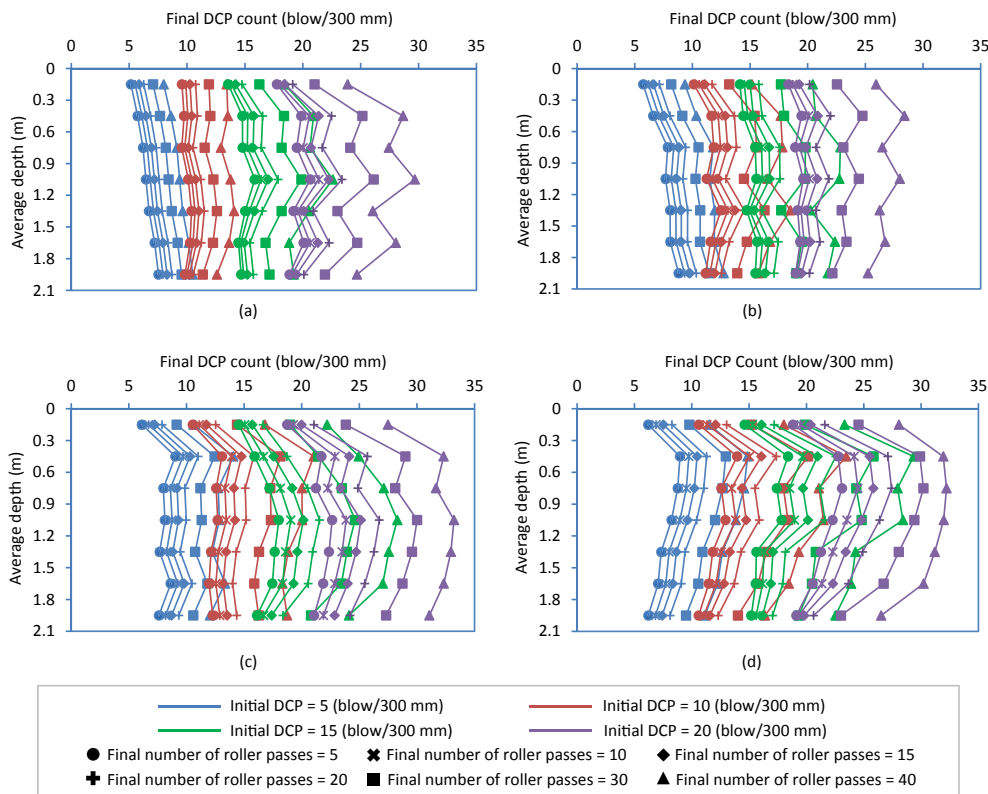 Final DCP count (blow/300 mm)
0 5 10 15 20 25 30 35
0
0.3
0.6
0.9
1.2
1.5
1.8
2.1
Average depth (m)
(a)
Final DCP count (blow/300 mm)
0 5 10 15 20 25 30 35
0
0.3
0.6
0.9
1.2
1.5
1.8
2.1
Average depth (m)
(b)
Final DCP count (blow/300 mm)
0 5 10 15 20 25 30 35
0
0.3
0.6
0.9
1.2
1.5
1.8
2.1
Average depth (m)
(c)
Final DCP Count (blow/300 mm)
0 5 10 15 20 25 30 35
0
0.3
0.6
0.9
1.2
1.5
1.8
2.1
Average depth (m)
(d)
Initial DCP = 5 (blow/300 mm) Initial DCP = 10 (blow/300 mm)
Initial DCP = 15 (blow/300 mm) Initial DCP = 20 (blow/300 mm)
Final number of roller passes = 5 Final number of roller passes = 10 Final number of roller passes = 15
Final number of roller passes = 20 Final number of roller passes = 30 Final number of roller passes = 40